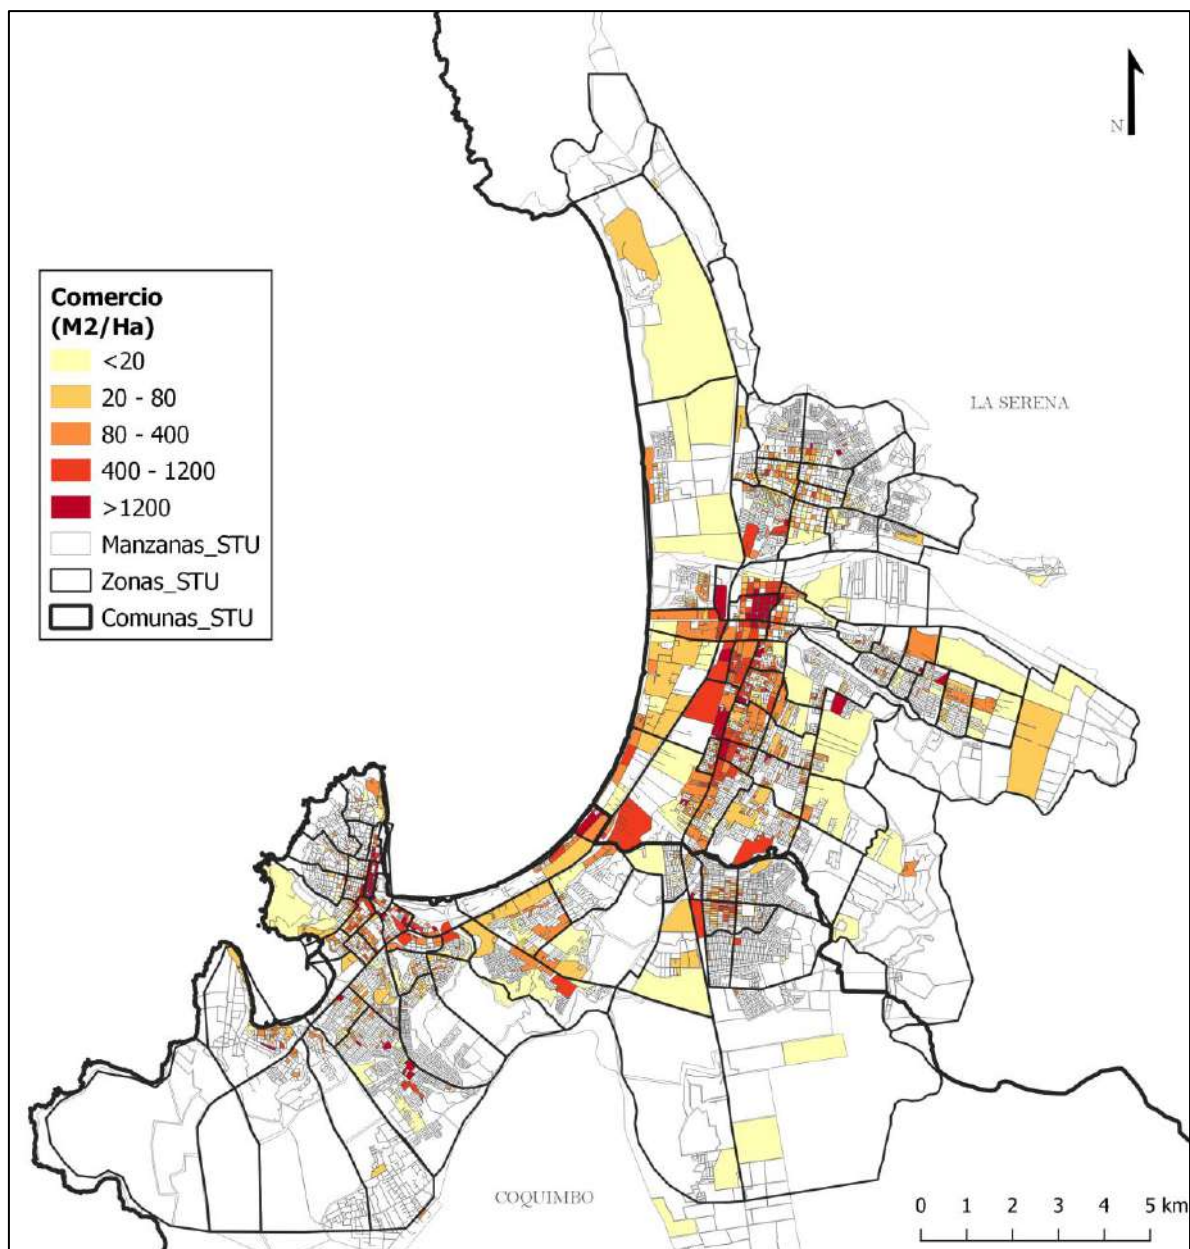 N
Comercio
(M2/Ha)
<20
20 - 80
80 - 400
400 - 1200
>1200
Manzanas_STU
Zonas_STU
Comunas_STU
LA SERENA
COQUIMBO
0 1 2 3 4 5 km